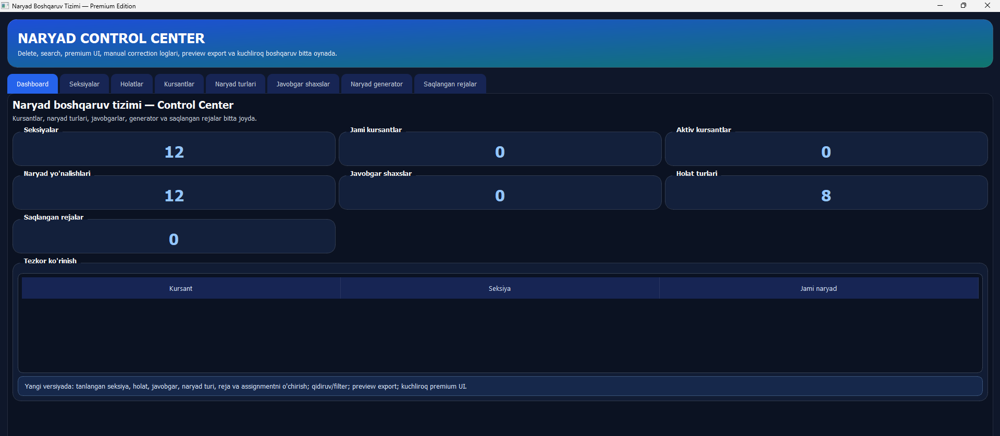 Naryad Boshqaruv Tizimi — Premium Edition
NARYAD CONTROL CENTER
Delete, search, premium UI, manual correction loglari, preview export va kuchliroq boshqaruv bitta oynada.
Dashboard
Seksiyalar
Holatlar
Kursantlar
Naryad turlari
Javobgar shaxslar
Naryad generator
Saqlangan rejalar
Naryad boshqaruv tizimi — Control Center
Kursantlar, naryad turlari, javobgarlar, generator va saqlangan rejalar bitta joyda.
Seksiyalar
12
Jami kursantlar
0
Aktiv kursantlar
0
Naryad yo'nalishlari
12
Javobgar shaxslar
0
Holat turlari
8
Saqlangan rejalar
0
Tezkor ko'rinish
Kursant
Seksiya
Jami naryad
Yangi versiyada: tanlangan seksiya, holat, javobgar, naryad turi, reja va assignmentni o'chirish; qidiruv/filter; preview export; kuchliroq premium UI.